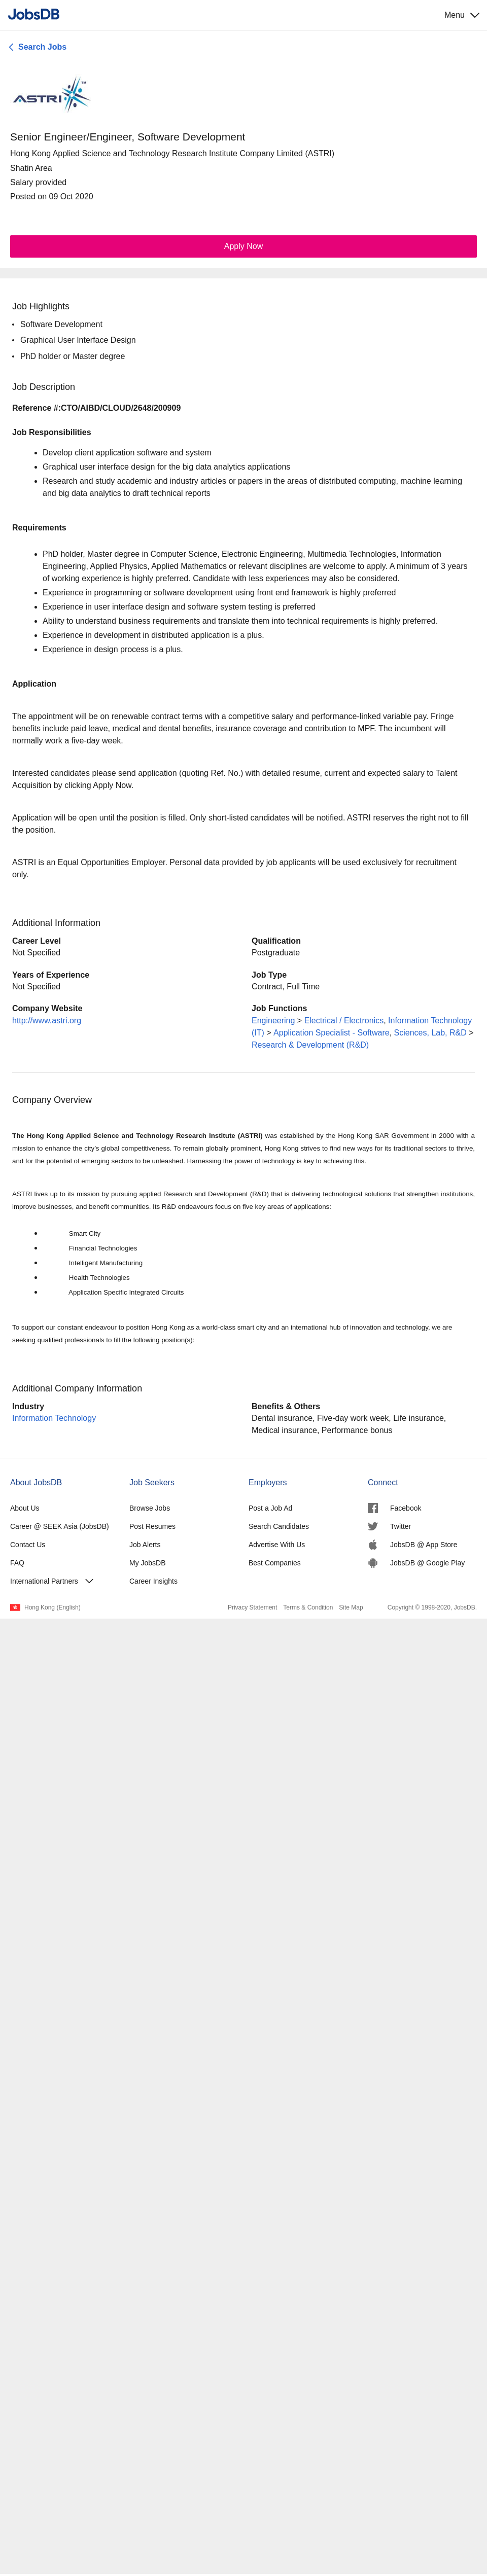 JobsDB
Menu
Search Jobs
ASTRI™
Senior Engineer/Engineer, Software Development
Hong Kong Applied Science and Technology Research Institute Company Limited (ASTRI)
Shatin Area
Salary provided
Posted on 09 Oct 2020
Apply Now
Job Highlights
• Software Development
• Graphical User Interface Design
• PhD holder or Master degree
Job Description
Reference #:CTO/AIBD/CLOUD/2648/200909
Job Responsibilities
• Develop client application software and system
• Graphical user interface design for the big data analytics applications
• Research and study academic and industry articles or papers in the areas of distributed computing, machine learning
and big data analytics to draft technical reports
Requirements
• PhD holder, Master degree in Computer Science, Electronic Engineering, Multimedia Technologies, Information
Engineering, Applied Physics, Applied Mathematics or relevant disciplines are welcome to apply. A minimum of 3 years
of working experience is highly preferred. Candidate with less experiences may also be considered.
• Experience in programming or software development using front end framework is highly preferred
• Experience in user interface design and software system testing is preferred
• Ability to understand business requirements and translate them into technical requirements is highly preferred.
• Experience in development in distributed application is a plus.
• Experience in design process is a plus.
Application
The appointment will be on renewable contract terms with a competitive salary and performance-linked variable pay. Fringe
benefits include paid leave, medical and dental benefits, insurance coverage and contribution to MPF. The incumbent will
normally work a five-day week.
Interested candidates please send application (quoting Ref. No.) with detailed resume, current and expected salary to Talent
Acquisition by clicking Apply Now.
Application will be open until the position is filled. Only short-listed candidates will be notified. ASTRI reserves the right not to fill
the position.
ASTRI is an Equal Opportunities Employer. Personal data provided by job applicants will be used exclusively for recruitment
only.
Additional Information
Career Level
Not Specified
Qualification
Postgraduate
Years of Experience
Not Specified
Job Type
Contract, Full Time
Company Website
http://www.astri.org
Job Functions
Engineering > Electrical / Electronics, Information Technology
(IT) > Application Specialist - Software, Sciences, Lab, R&D >
Research & Development (R&D)
Company Overview
The Hong Kong Applied Science and Technology Research Institute (ASTRI) was established by the Hong Kong SAR Government in 2000 with a
mission to enhance the city's global competitiveness. To remain globally prominent, Hong Kong strives to find new ways for its traditional sectors to thrive,
and for the potential of emerging sectors to be unleashed. Harnessing the power of technology is key to achieving this.
ASTRI lives up to its mission by pursuing applied Research and Development (R&D) that is delivering technological solutions that strengthen institutions,
improve businesses, and benefit communities. Its R&D endeavours focus on five key areas of applications:
• Smart City
• Financial Technologies
• Intelligent Manufacturing
• Health Technologies
• Application Specific Integrated Circuits
To support our constant endeavour to position Hong Kong as a world-class smart city and an international hub of innovation and technology, we are
seeking qualified professionals to fill the following position(s):
Additional Company Information
Industry
Information Technology
Benefits & Others
Dental insurance, Five-day work week, Life insurance,
Medical insurance, Performance bonus
About JobsDB
About Us
Career @ SEEK Asia (JobsDB)
Contact Us
FAQ
International Partners
Job Seekers
Browse Jobs
Post Resumes
Job Alerts
My JobsDB
Career Insights
Employers
Post a Job Ad
Search Candidates
Advertise With Us
Best Companies
Connect
Facebook
Twitter
JobsDB @ App Store
JobsDB @ Google Play
Hong Kong (English)
Privacy Statement Terms & Condition Site Map Copyright © 1998-2020, JobsDB.